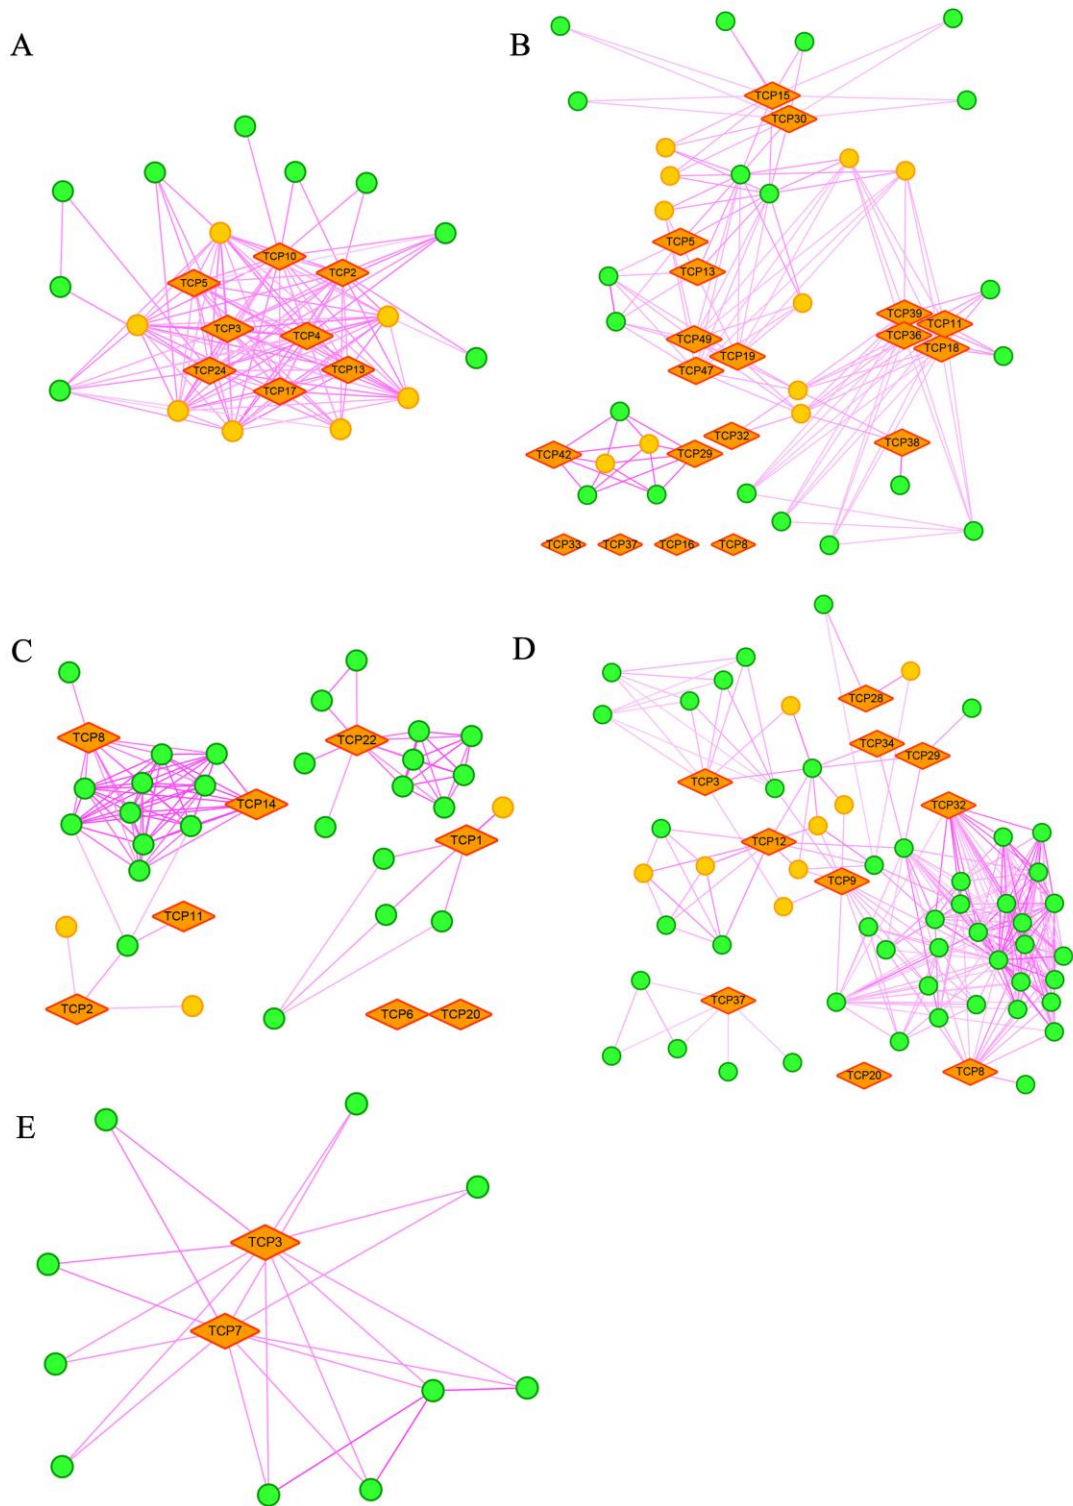 A
TCP10
TCP2
TCP5
TCP3
TCP4
TCP24
TCP13
TCP17
B
TCP15
TCP30
TCP5
TCP13
TCP39
TCP11
TCP36
TCP18
TCP49
TCP19
TCP47
TCP32
TCP38
TCP42
TCP29
TCP33
TCP37
TCP16
TCP8
C
TCP8
TCP22
TCP14
TCP1
TCP11
TCP2
TCP6
TCP20
D
TCP28
TCP34
TCP29
TCP3
TCP32
TCP12
TCP9
TCP37
TCP20
TCP8
E
TCP3
TCP7